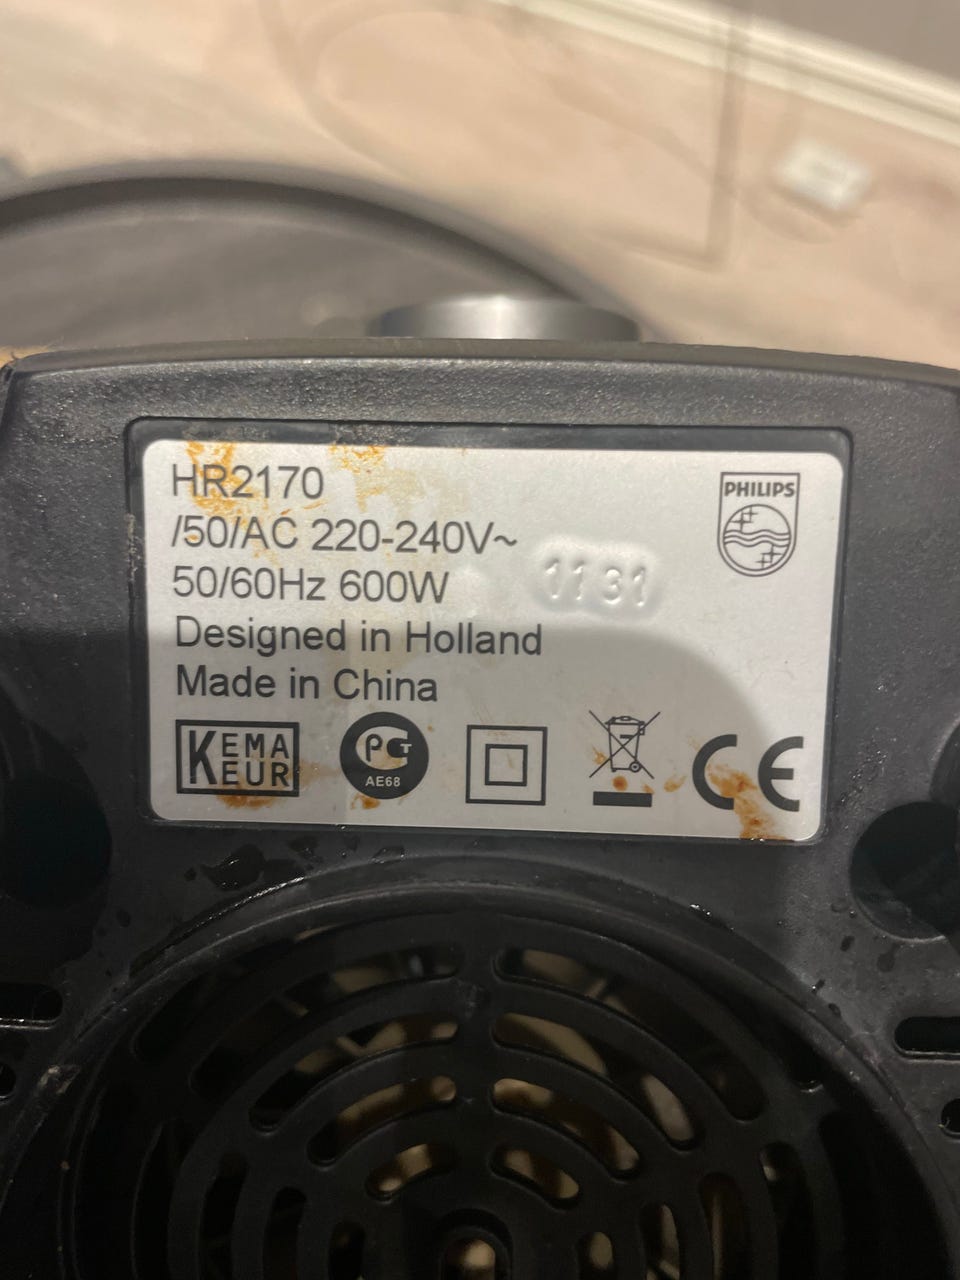 HR2170
/50/AC 220-240V~
50/60Hz 600W
1131
Designed in Holland
Made in China
PHILIPS
KEMA
KEUR
PCT
AE68
CE